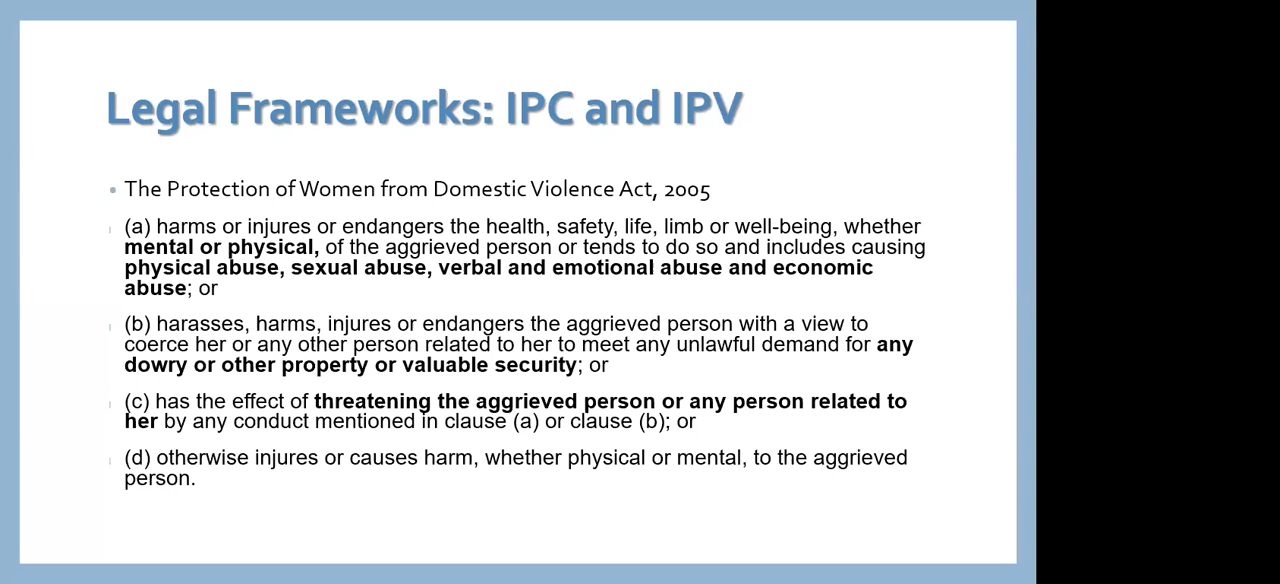 Legal Frameworks: IPC and IPV
• The Protection of Women from Domestic Violence Act, 2005
(a) harms or injures or endangers the health, safety, life, limb or well-being, whether
mental or physical, of the aggrieved person or tends to do so and includes causing
physical abuse, sexual abuse, verbal and emotional abuse and economic
abuse; or
(b) harasses, harms, injures or endangers the aggrieved person with a view to
coerce her or any other person related to her to meet any unlawful demand for any
dowry or other property or valuable security; or
(c) has the effect of threatening the aggrieved person or any person related to
her by any conduct mentioned in clause (a) or clause (b); or
(d) otherwise injures or causes harm, whether physical or mental, to the aggrieved
person.